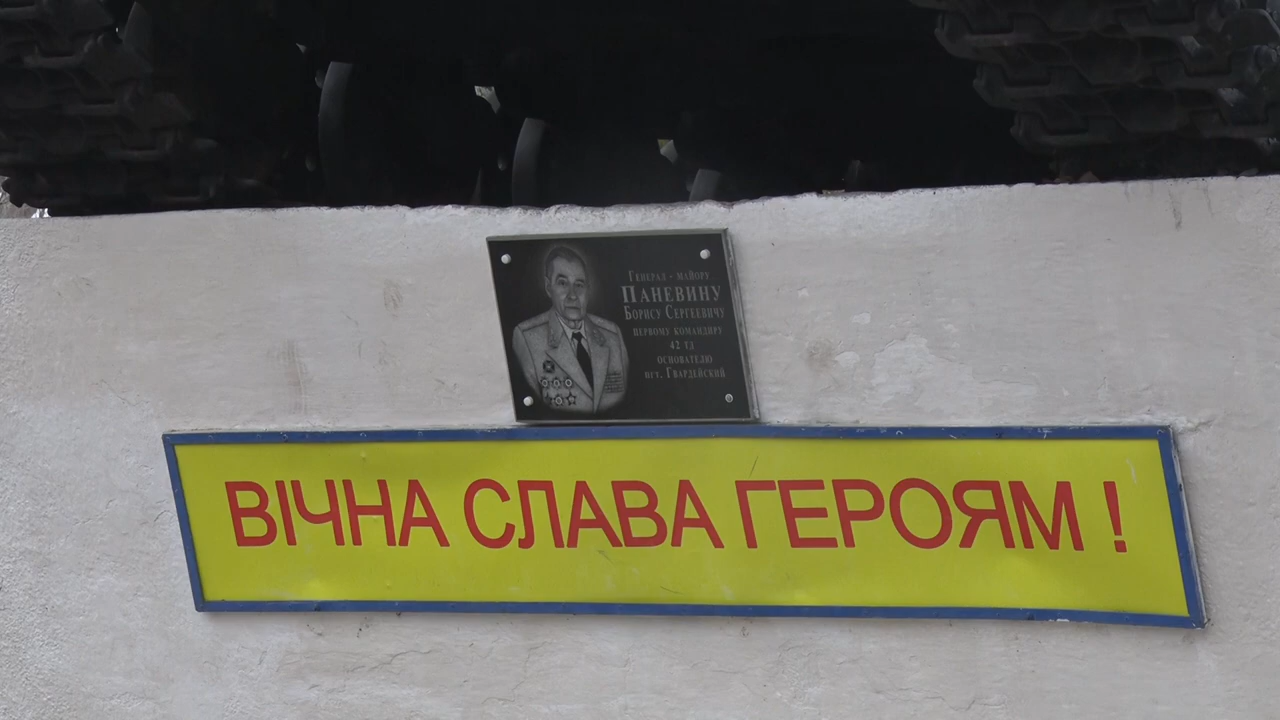 Генерал - майору
Паневину
Борису Сергеевичу
первому командиру
42 тд
основателю
пгт. Гвардейский
ВІЧНА СЛАВА ГЕРОЯМ !